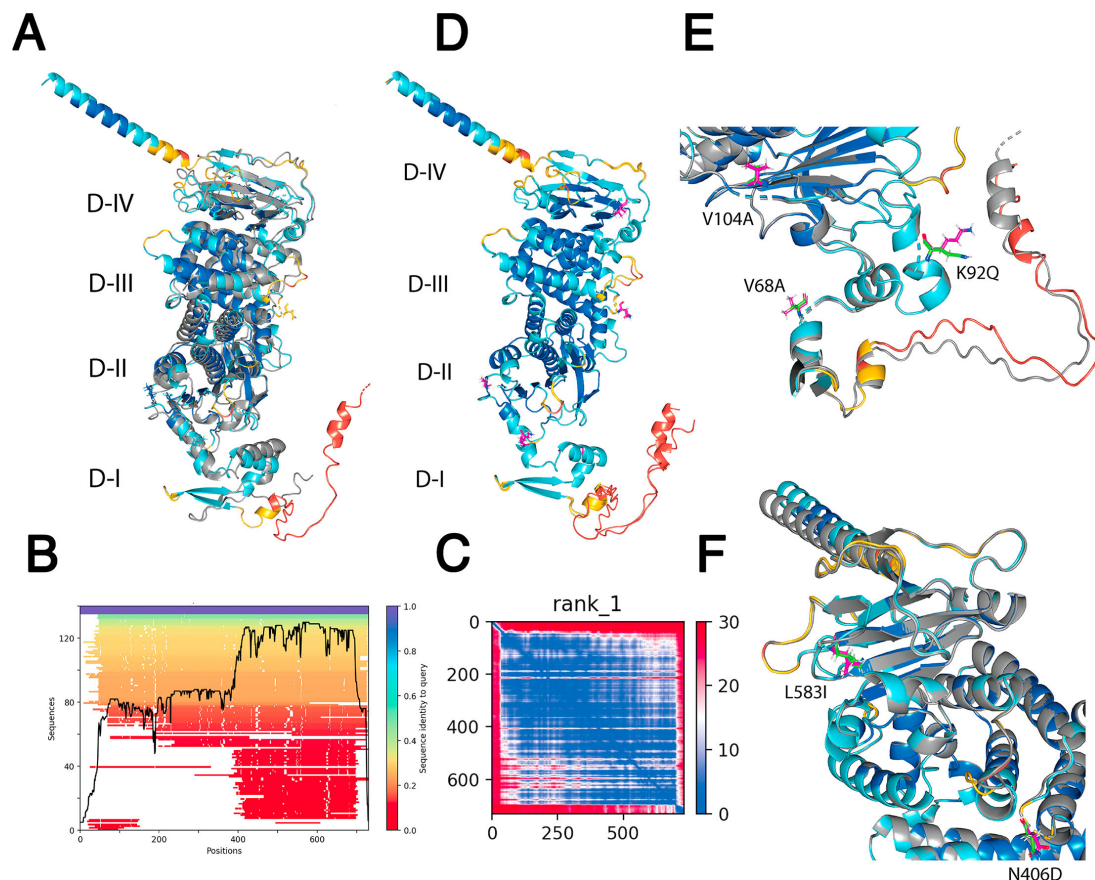 A
D
E
D-IV
D-III
D-II
D-I
D-IV
D-III
D-II
D-I
V104A
K92Q
V68A
B
C
F
Sequences
120
80
40
0
0
200
400
600
Positions
1.0
0.8
0.6
0.4
0.2
0.0
Sequence identity to query
rank_1
0
200
400
600
0
500
30
20
10
0
L583I
N406D